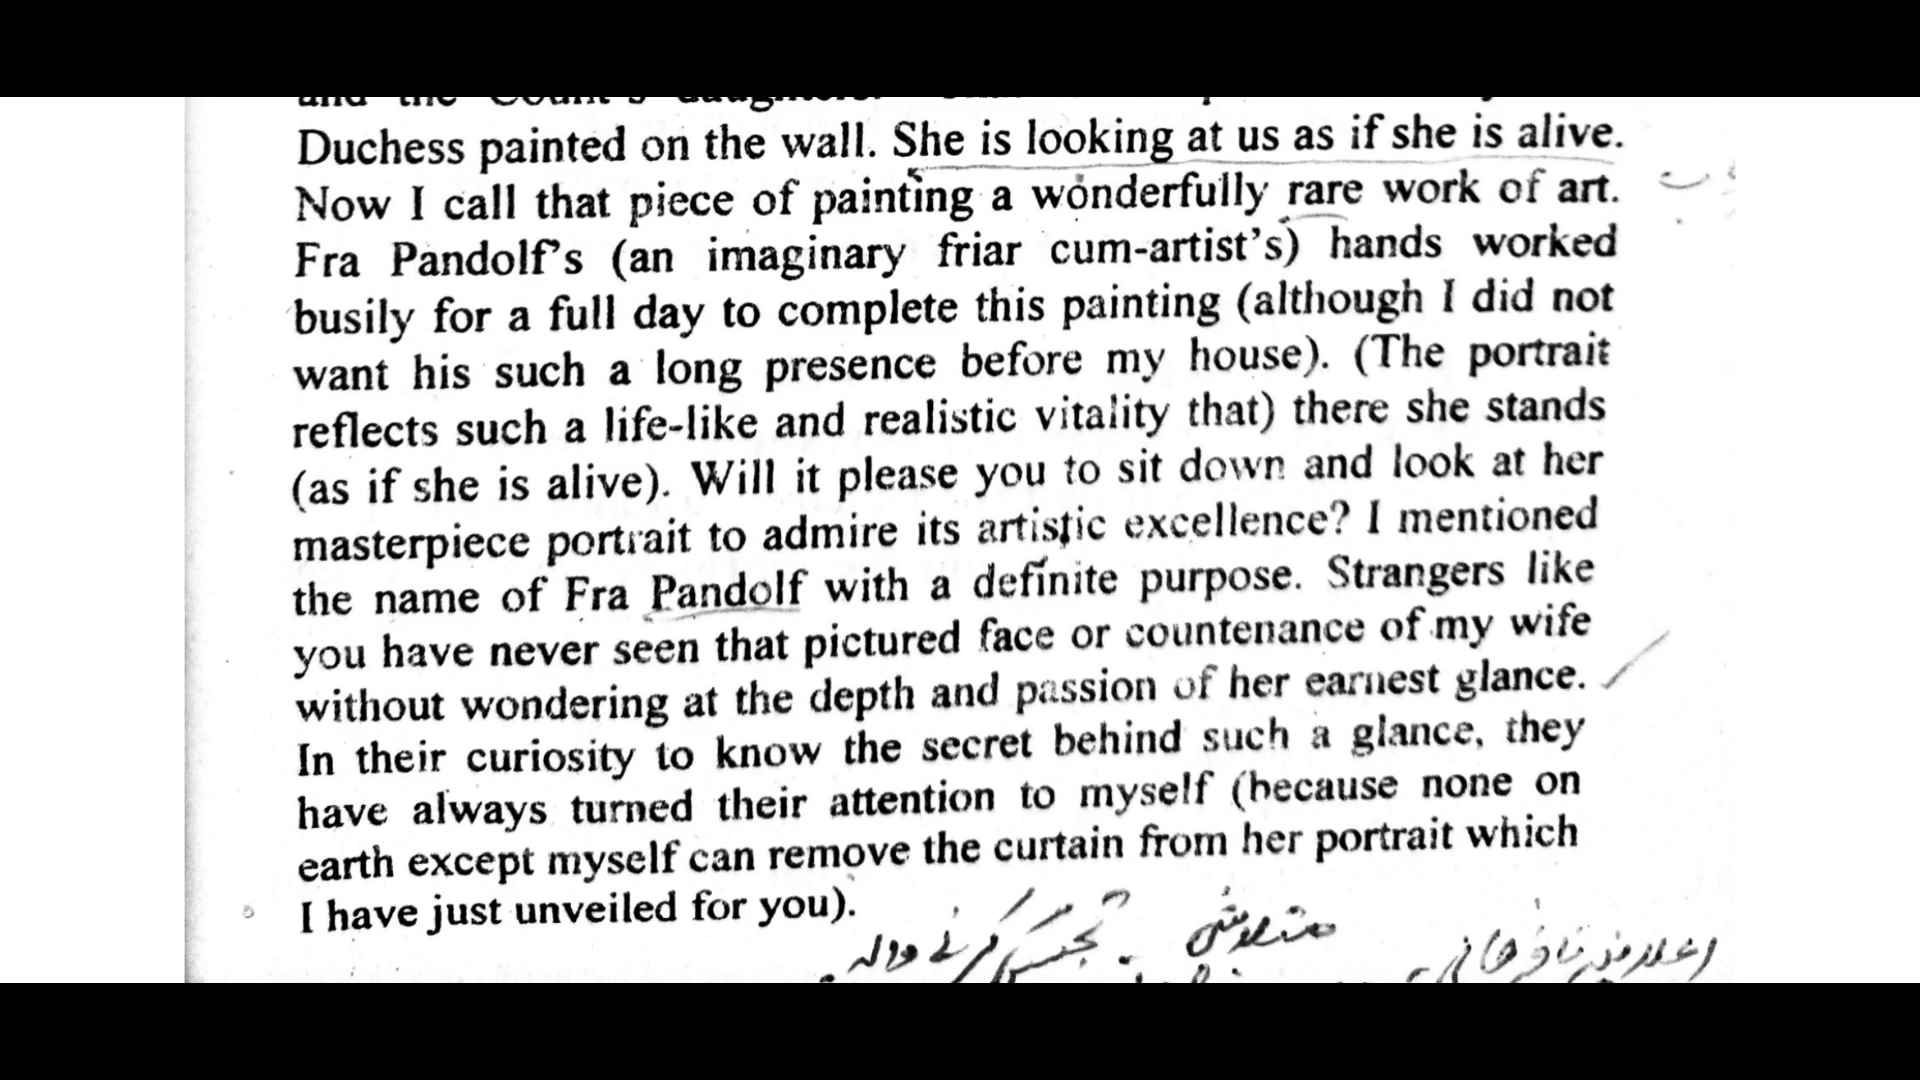 Duchess painted on the wall. She is looking at us as if she is alive.
Now I call that piece of painting a wonderfully rare work of art.
Fra Pandolf's (an imaginary friar cum-artist's) hands worked
busily for a full day to complete this painting (although I did not
want his such a long presence before my house). (The portrait
reflects such a life-like and realistic vitality that) there she stands
(as if she is alive). Will it please you to sit down and look at her
masterpiece portrait to admire its artistic excellence? I mentioned
the name of Fra Pandolf with a definite purpose. Strangers like
you have never seen that pictured face or countenance of my wife
without wondering at the depth and passion of her earnest glance.
In their curiosity to know the secret behind such a glance, they
have always turned their attention to myself (because none on
earth except myself can remove the curtain from her portrait which
I have just unveiled for you).
متلاشی - تجسس کرنے والہ